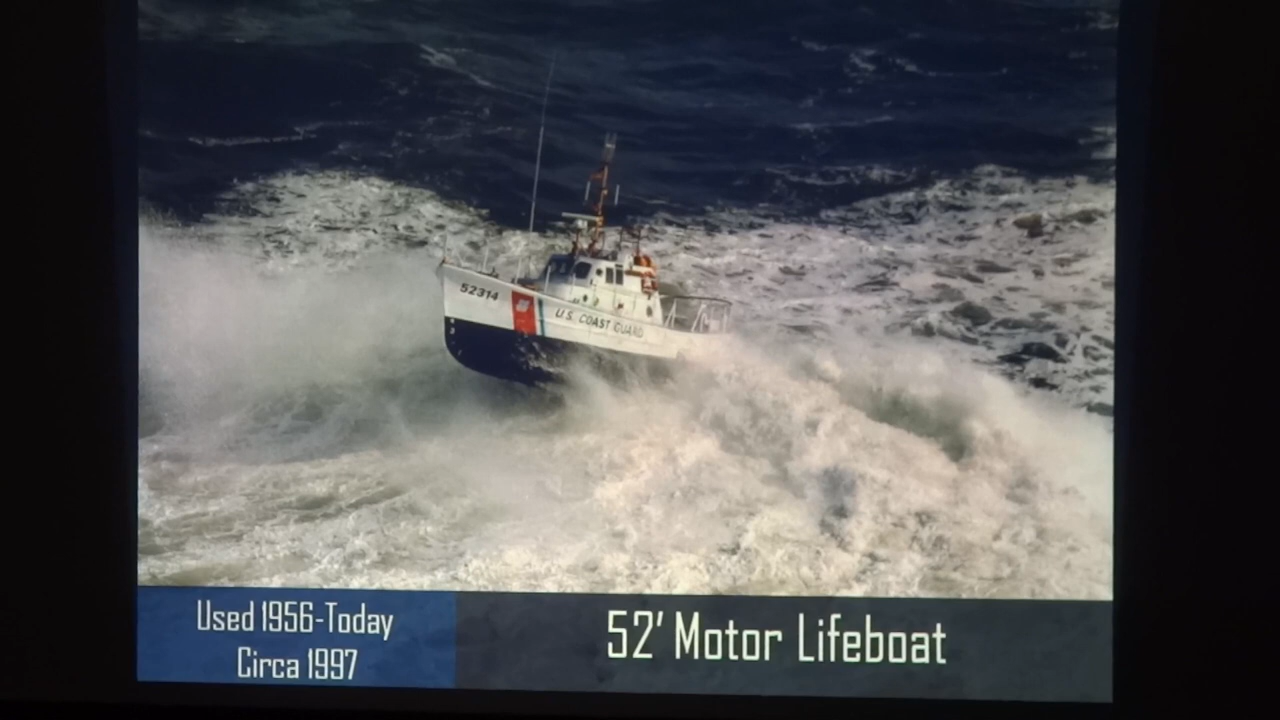 52314
U.S. COAST GUARD
Used 1956-Today
Circa 1997
52' Motor Lifeboat